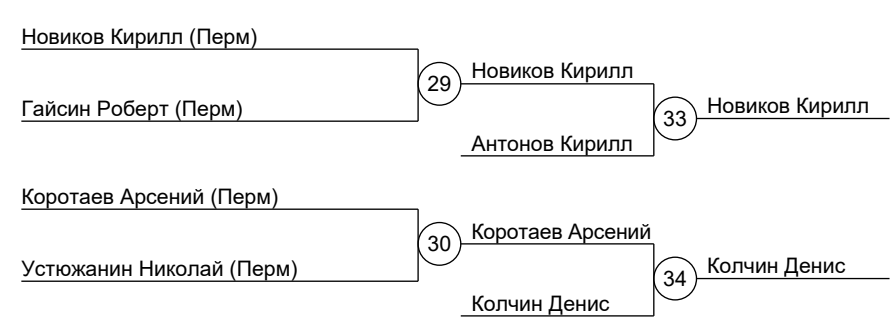 Новиков Кирилл (Перм)
29
Новиков Кирилл
Гайсин Роберт (Перм)
33
Новиков Кирилл
Антонов Кирилл
Коротаев Арсений (Перм)
30
Коротаев Арсений
Устюжанин Николай (Перм)
34
Колчин Денис
Колчин Денис